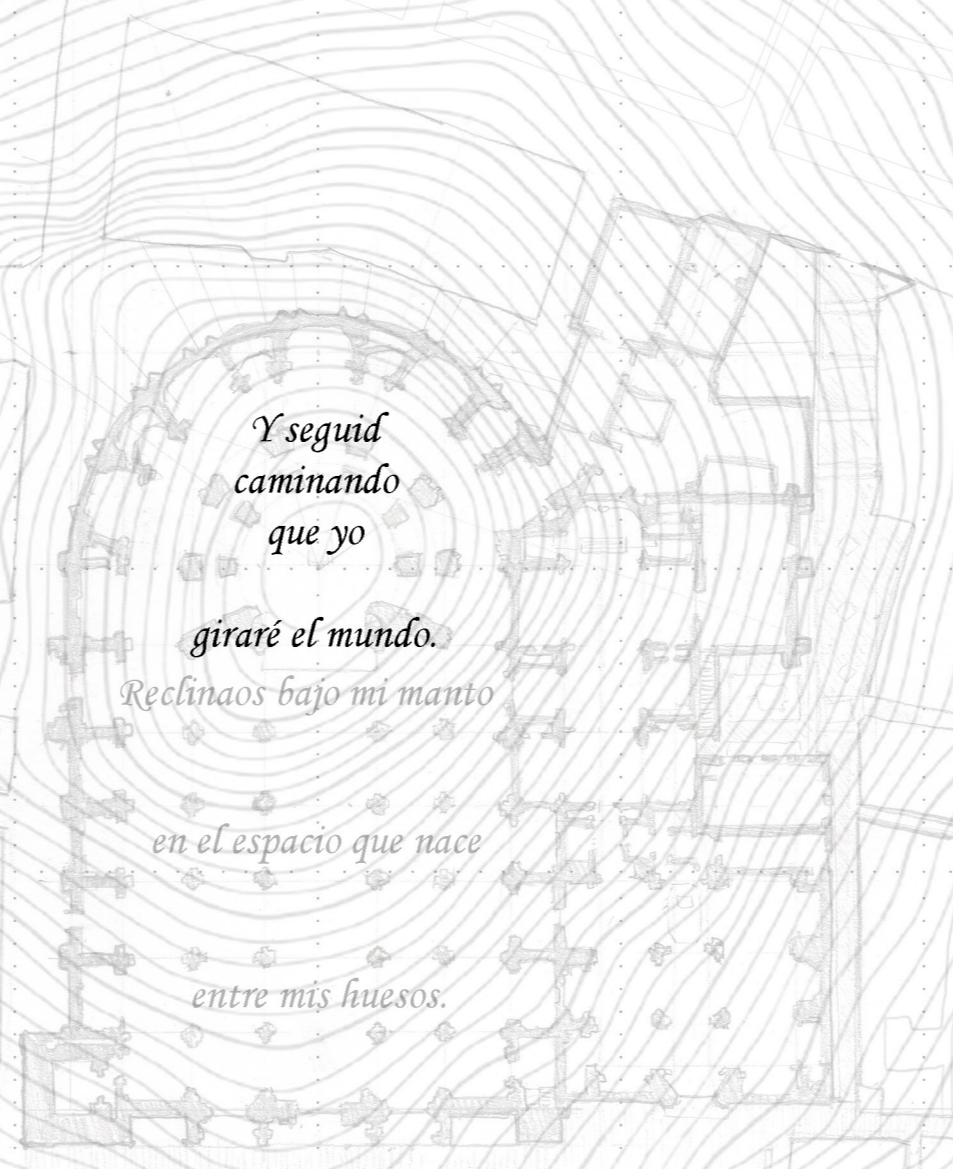 Y seguid
caminando
que yo
giraré el mundo.
Reclinaos bajo mi manto
en el espacio que nace
entre mis huesos.